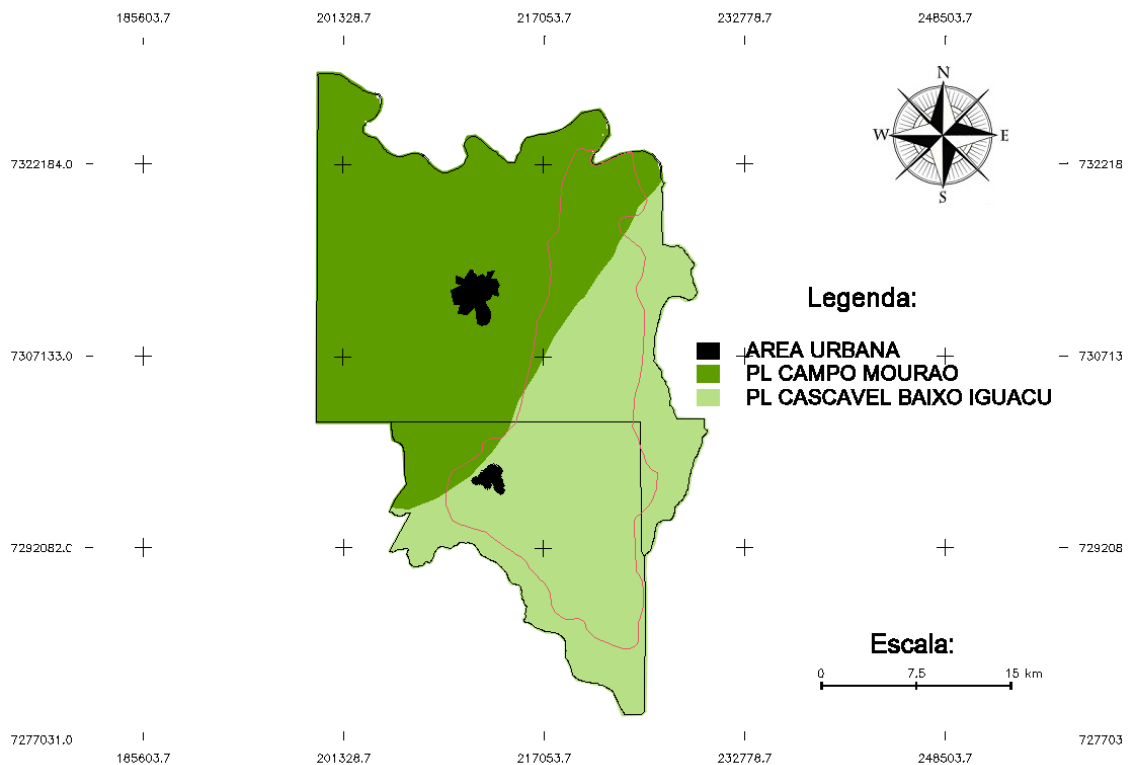 185603.7 201328.7 217053.7 232778.7 248503.7
N
W E
S
7322184.0 732218
Legenda:
AREA URBANA
7307133.0 730713
PL CAMPO MOURAO
PL CASCAVEL BAIXO IGUACU
7292082.0 729208
Escala:
0 7.5 15 km
7277031.0 727703
185603.7 201328.7 217053.7 232778.7 248503.7